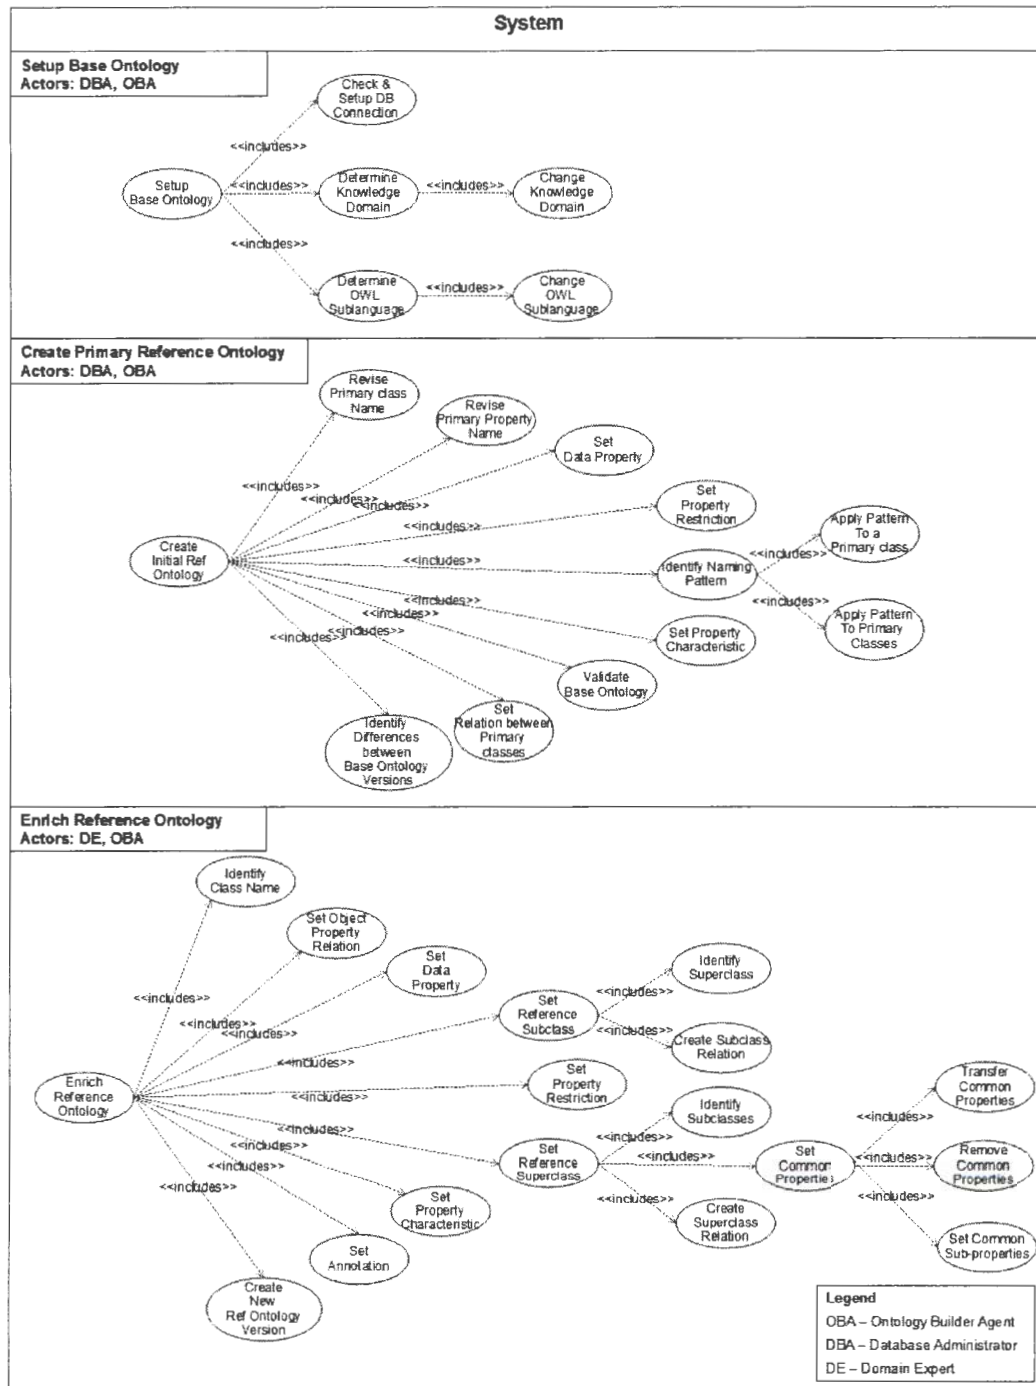 System
Setup Base Ontology
Actors: DBA, OBA
Check &
Setup DB
Connection
<<includes>>
Setup
Base Ontology
<<includes>>
Determine
Knowledge
Domain
<<includes>>
Change
Knowledge
Domain
<<includes>>
Determine
OWL
Sublanguage
<<includes>>
Change
OWL
Sublanguage
Create Primary Reference Ontology
Actors: DBA, OBA
Revise
Primary class
Name
Revise
Primary Property
Name
Set
Data Property
<<includes>>
<<includes>>
<<includes>>
Set
Property
Restriction
<<includes>>
Create
Initial Ref
Ontology
<<includes>>
Identify Naming
Pattern
<<includes>>
Apply Pattern
To a
Primary class
<<includes>>
Apply Pattern
To Primary
Classes
<<includes>>
<<includes>>
<<includes>>
<<includes>>
Set Property
Characteristic
Validate
Base Ontology
Set
Relation between
Primary
classes
Identify
Differences
between
Base Ontology
Versions
Enrich Reference Ontology
Actors: DE, OBA
Identify
Class Name
Set Object
Property
Relation
Set
Data
Property
<<includes>>
<<includes>>
<<includes>>
<<includes>>
Set
Reference
Subclass
<<includes>>
Identify
Superclass
<<includes>>
Create Subclass
Relation
Enrich
Reference
Ontology
<<includes>>
Set
Property
Restriction
<<includes>>
Set
Reference
Superclass
<<includes>>
Identify
Subclasses
<<includes>>
Set
Common
Properties
<<includes>>
Transfer
Common
Properties
<<includes>>
Remove
Common
Properties
<<includes>>
Set Common
Sub-properties
<<includes>>
Create
Superclass
Relation
<<includes>>
<<includes>>
<<includes>>
Set
Property
Characteristic
Set
Annotation
Create
New
Ref Ontology
Version
Legend
OBA – Ontology Builder Agent
DBA – Database Administrator
DE – Domain Expert